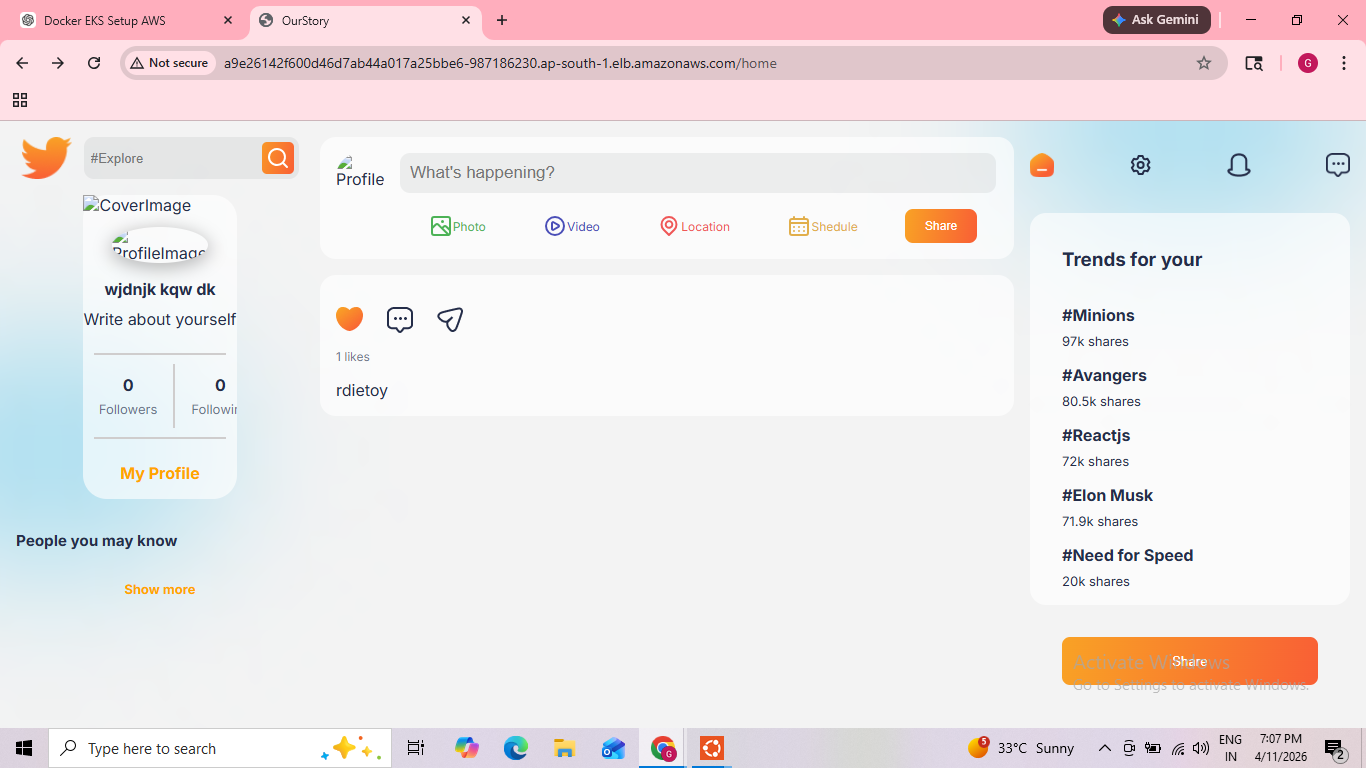 Docker EKS Setup AWS
OurStory
Ask Gemini
Not secure
a9e26142f600d46d7ab44a017a25bbe6-987186230.ap-south-1.elb.amazonaws.com/home
G
#Explore
CoverImage
ProfileImage
wjdnjk kqw dk
Write about yourself
0
Followers
0
Followin
My Profile
People you may know
Show more
Profile
What's happening?
Photo
Video
Location
Shedule
Share
1 likes
rdietoy
Trends for your
#Minions
97k shares
#Avangers
80.5k shares
#Reactjs
72k shares
#Elon Musk
71.9k shares
#Need for Speed
20k shares
Share
Activate Windows
Go to Settings to activate Windows.
Type here to search
G
5
33°C Sunny
ENG
IN
7:07 PM
4/11/2026
2